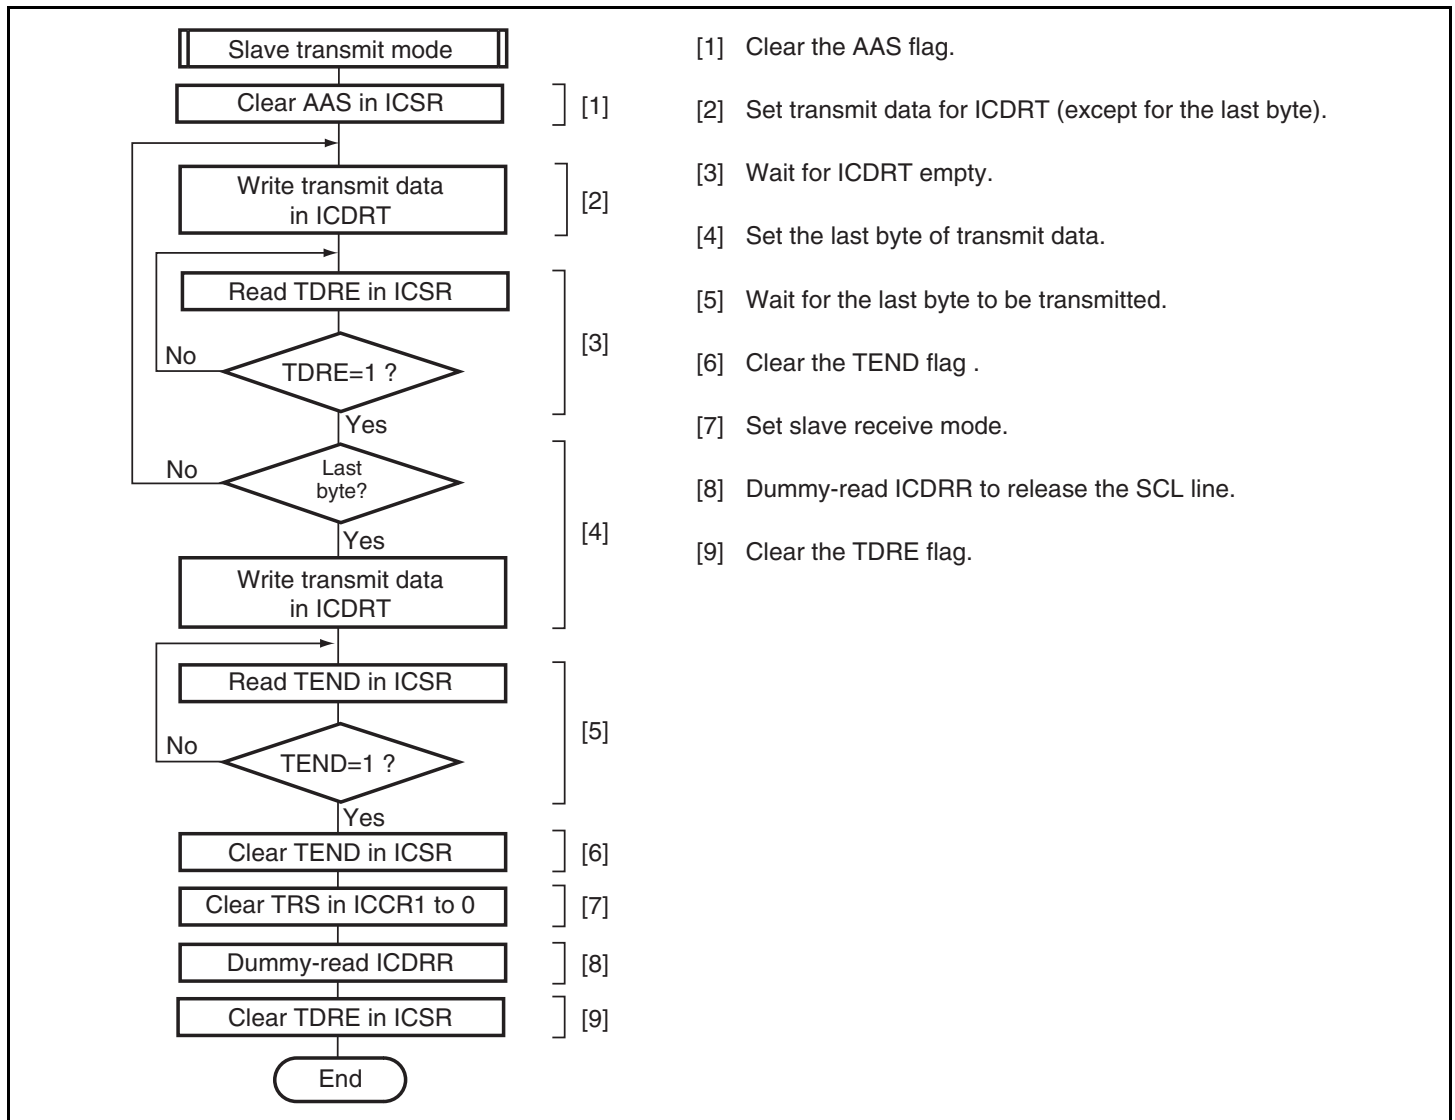 Slave transmit mode
Clear AAS in ICSR
[1]
Write transmit data
in ICDRT
[2]
Read TDRE in ICSR
No
TDRE=1 ?
[3]
Yes
No
Last
byte?
Yes
[4]
Write transmit data
in ICDRT
Read TEND in ICSR
No
TEND=1 ?
[5]
Yes
Clear TEND in ICSR
[6]
Clear TRS in ICCR1 to 0
[7]
Dummy-read ICDRR
[8]
Clear TDRE in ICSR
[9]
End
[1] Clear the AAS flag.
[2] Set transmit data for ICDRT (except for the last byte).
[3] Wait for ICDRT empty.
[4] Set the last byte of transmit data.
[5] Wait for the last byte to be transmitted.
[6] Clear the TEND flag .
[7] Set slave receive mode.
[8] Dummy-read ICDRR to release the SCL line.
[9] Clear the TDRE flag.